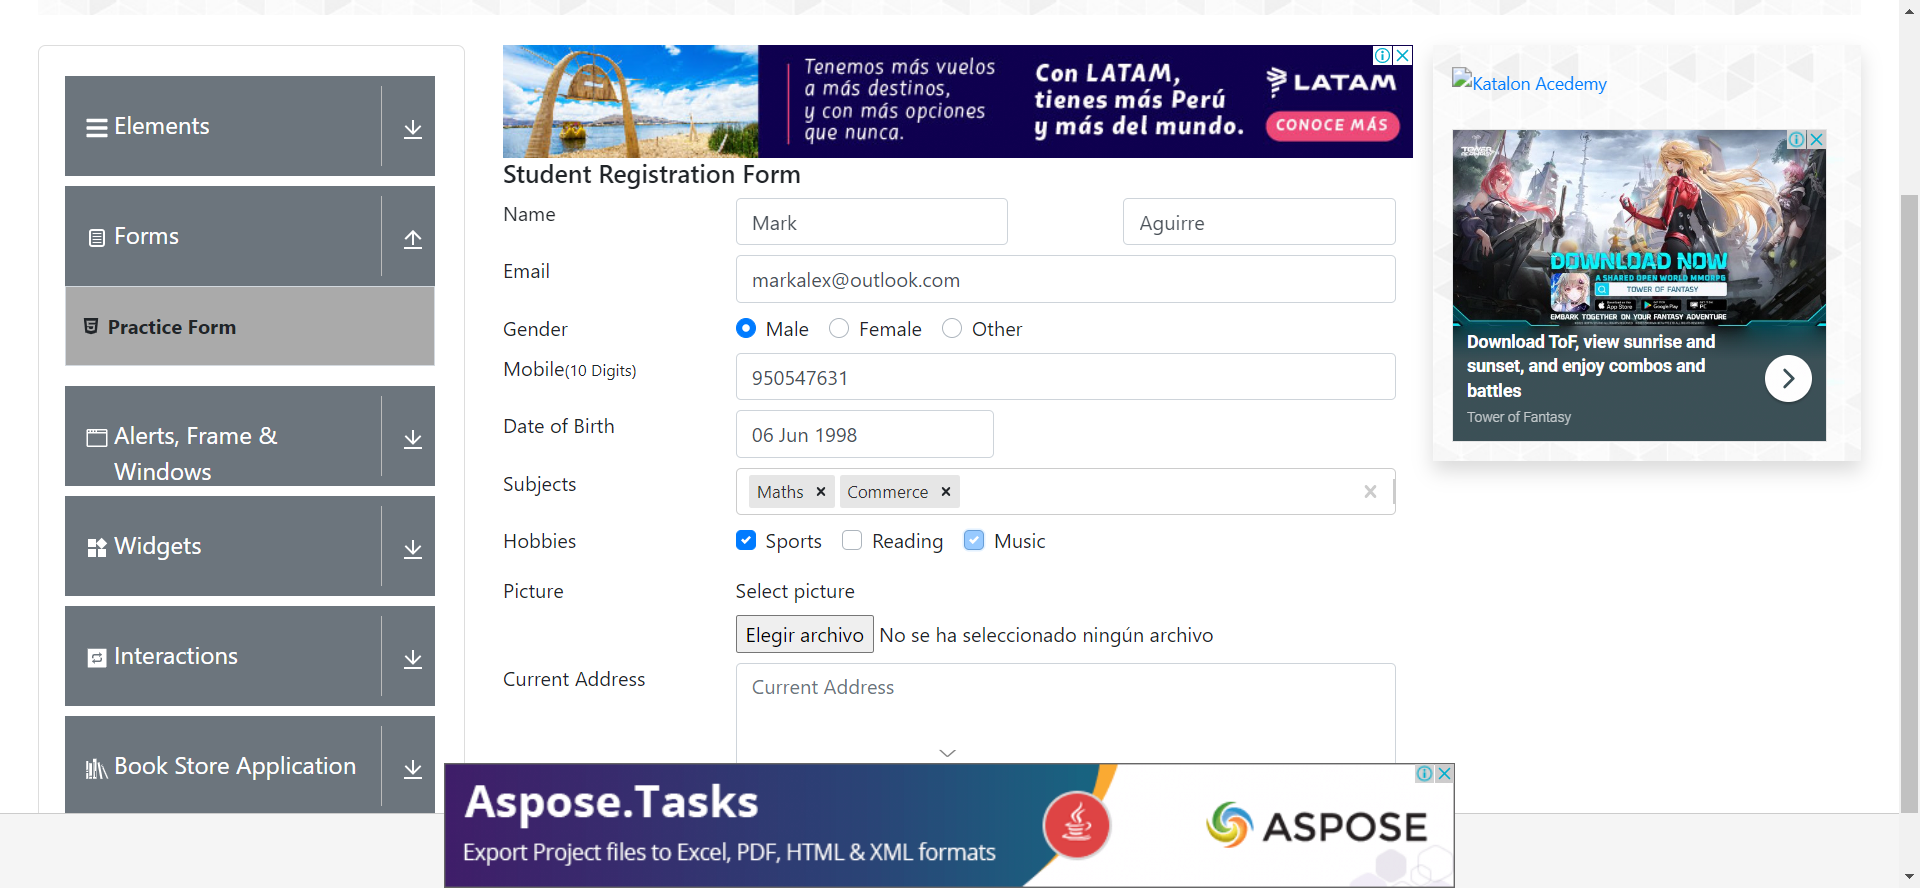 Elements
Forms
Practice Form
Alerts, Frame &
Windows
Widgets
Interactions
Book Store Application
Tenemos más vuelos
a más destinos,
y con más opciones
que nunca.
Con LATAM,
tienes más Perú
y más del mundo.
LATAM
CONOCE MÁS
Student Registration Form
Name
Mark
Aguirre
Email
markalex@outlook.com
Gender
Male
Female
Other
Mobile(10 Digits)
950547631
Date of Birth
06 Jun 1998
Subjects
Maths
Commerce
Hobbies
Sports
Reading
Music
Picture
Select picture
Elegir archivo No se ha seleccionado ningún archivo
Current Address
Current Address
Katalon Acedemy
DOWNLOAD NOW
A SHARED OPEN WORLD MMORPG
TOWER OF FANTASY
App Store
Google Play
PC
EMBARK TOGETHER ON YOUR FANTASY ADVENTURE
Download ToF, view sunrise and
sunset, and enjoy combos and
battles
Tower of Fantasy
Aspose.Tasks
Export Project files to Excel, PDF, HTML & XML formats
ASPOSE